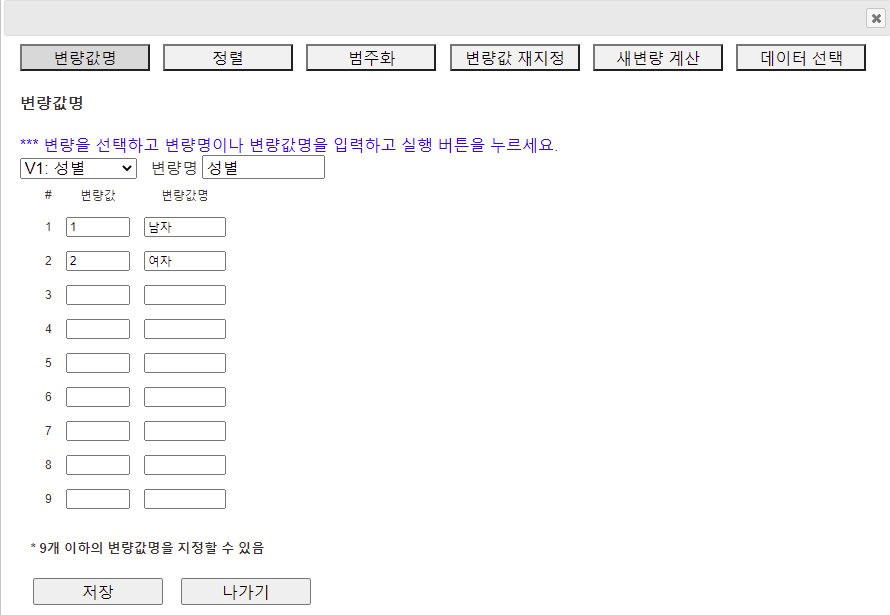 변량값명 정렬 범주화 변량값 재지정 새변량 계산 데이터 선택
변량값명
*** 변량을 선택하고 변량명이나 변량값명을 입력하고 실행 버튼을 누르세요.
V1: 성별 변량명 성별
# 변량값 변량값명
1 1 남자
2 2 여자
3
4
5
6
7
8
9
* 9개 이하의 변량값명을 지정할 수 있음
저장 나가기